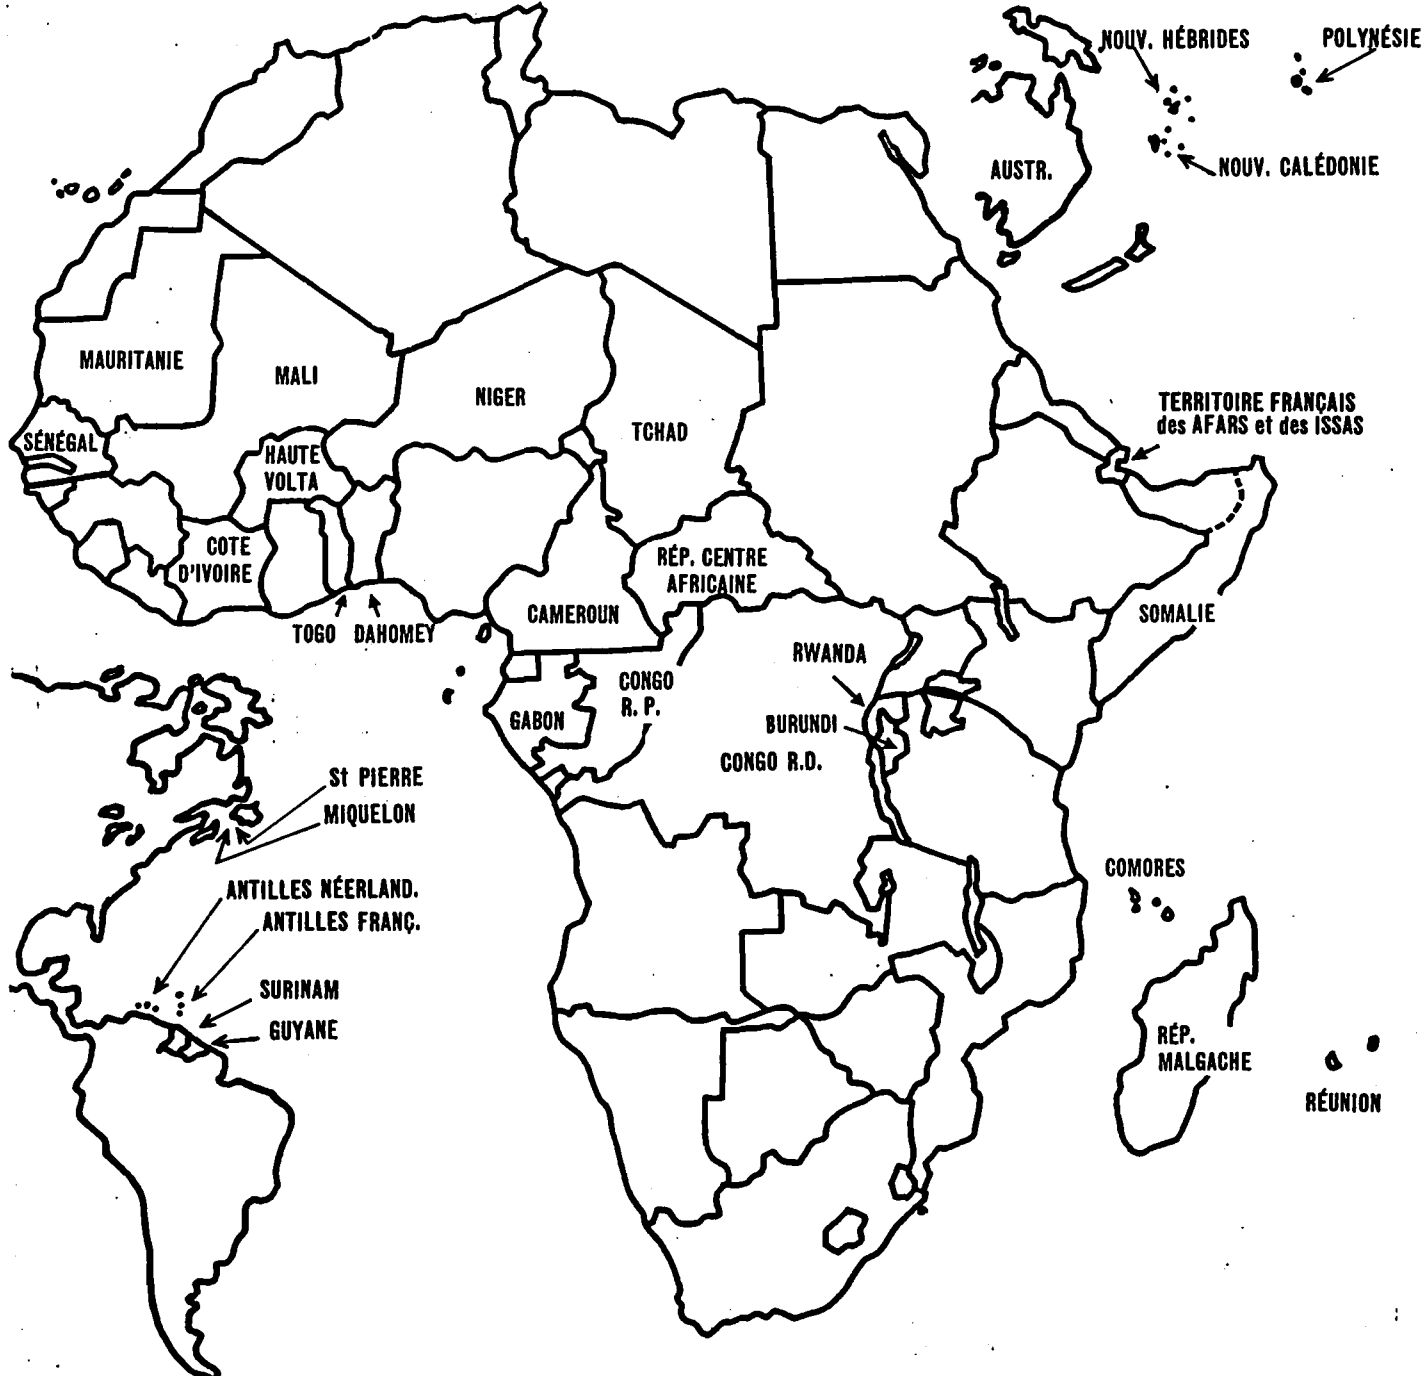 NOUV. HÉBRIDES
POLYNÉSIE
AUSTR.
NOUV. CALÉDONIE
MAURITANIE
MALI
NIGER
TCHAD
TERRITOIRE FRANÇAIS
des AFARS et des ISSAS
SÉNÉGAL
HAUTE
VOLTA
COTE
D'IVOIRE
RÉP. CENTRE
AFRICAINE
CAMEROUN
SOMALIE
TOGO
DAHOMEY
RWANDA
CONGO
R. P.
GABON
BURUNDI
CONGO R.D.
St PIERRE
MIQUELON
COMORES
ANTILLES NÉERLAND.
ANTILLES FRANÇ.
SURINAM
GUYANE
RÉP.
MALGACHE
RÉUNION